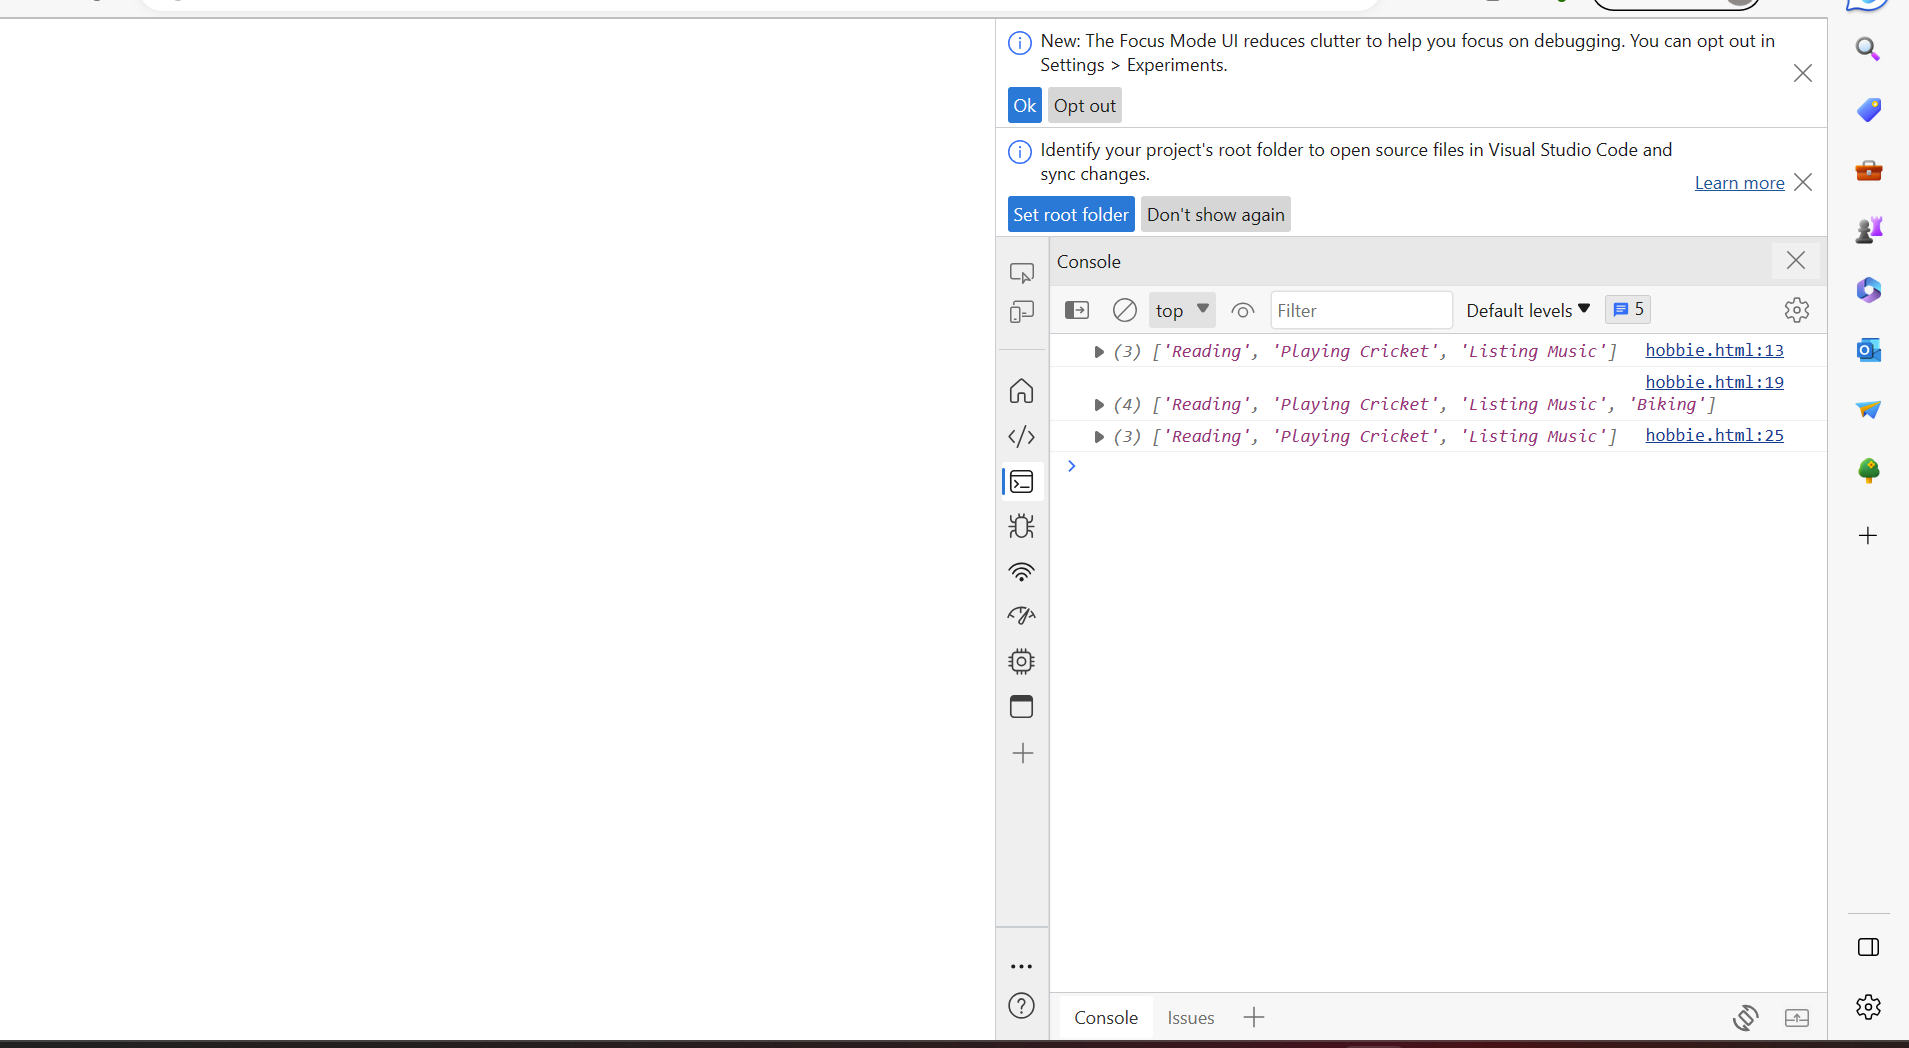 New: The Focus Mode UI reduces clutter to help you focus on debugging. You can opt out in
Settings > Experiments.
Ok Opt out
Identify your project's root folder to open source files in Visual Studio Code and
sync changes.
Learn more
Set root folder Don't show again
Console
top Filter Default levels 5
(3) ['Reading', 'Playing Cricket', 'Listing Music'] hobbie.html:13
hobbie.html:19
(4) ['Reading', 'Playing Cricket', 'Listing Music', 'Biking']
(3) ['Reading', 'Playing Cricket', 'Listing Music'] hobbie.html:25
Console Issues